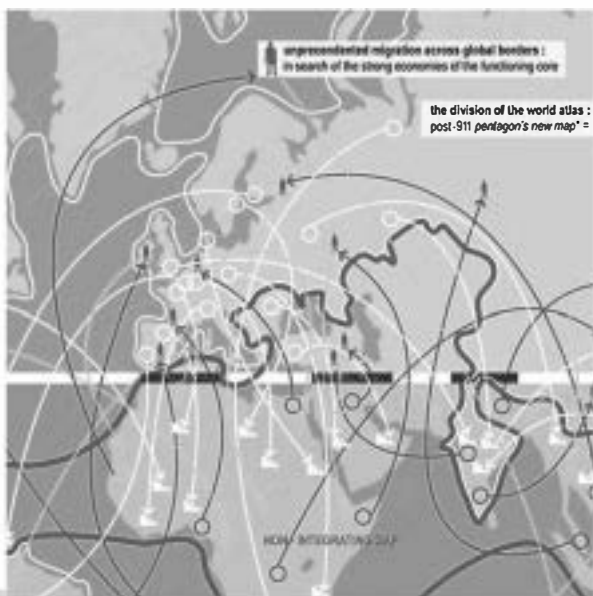 unprecedented migration across global borders :
in search of the strong economies of the functioning core
the division of the world atlas :
post-911 pentagon's new map* =
NON- INTEGRATING GAP